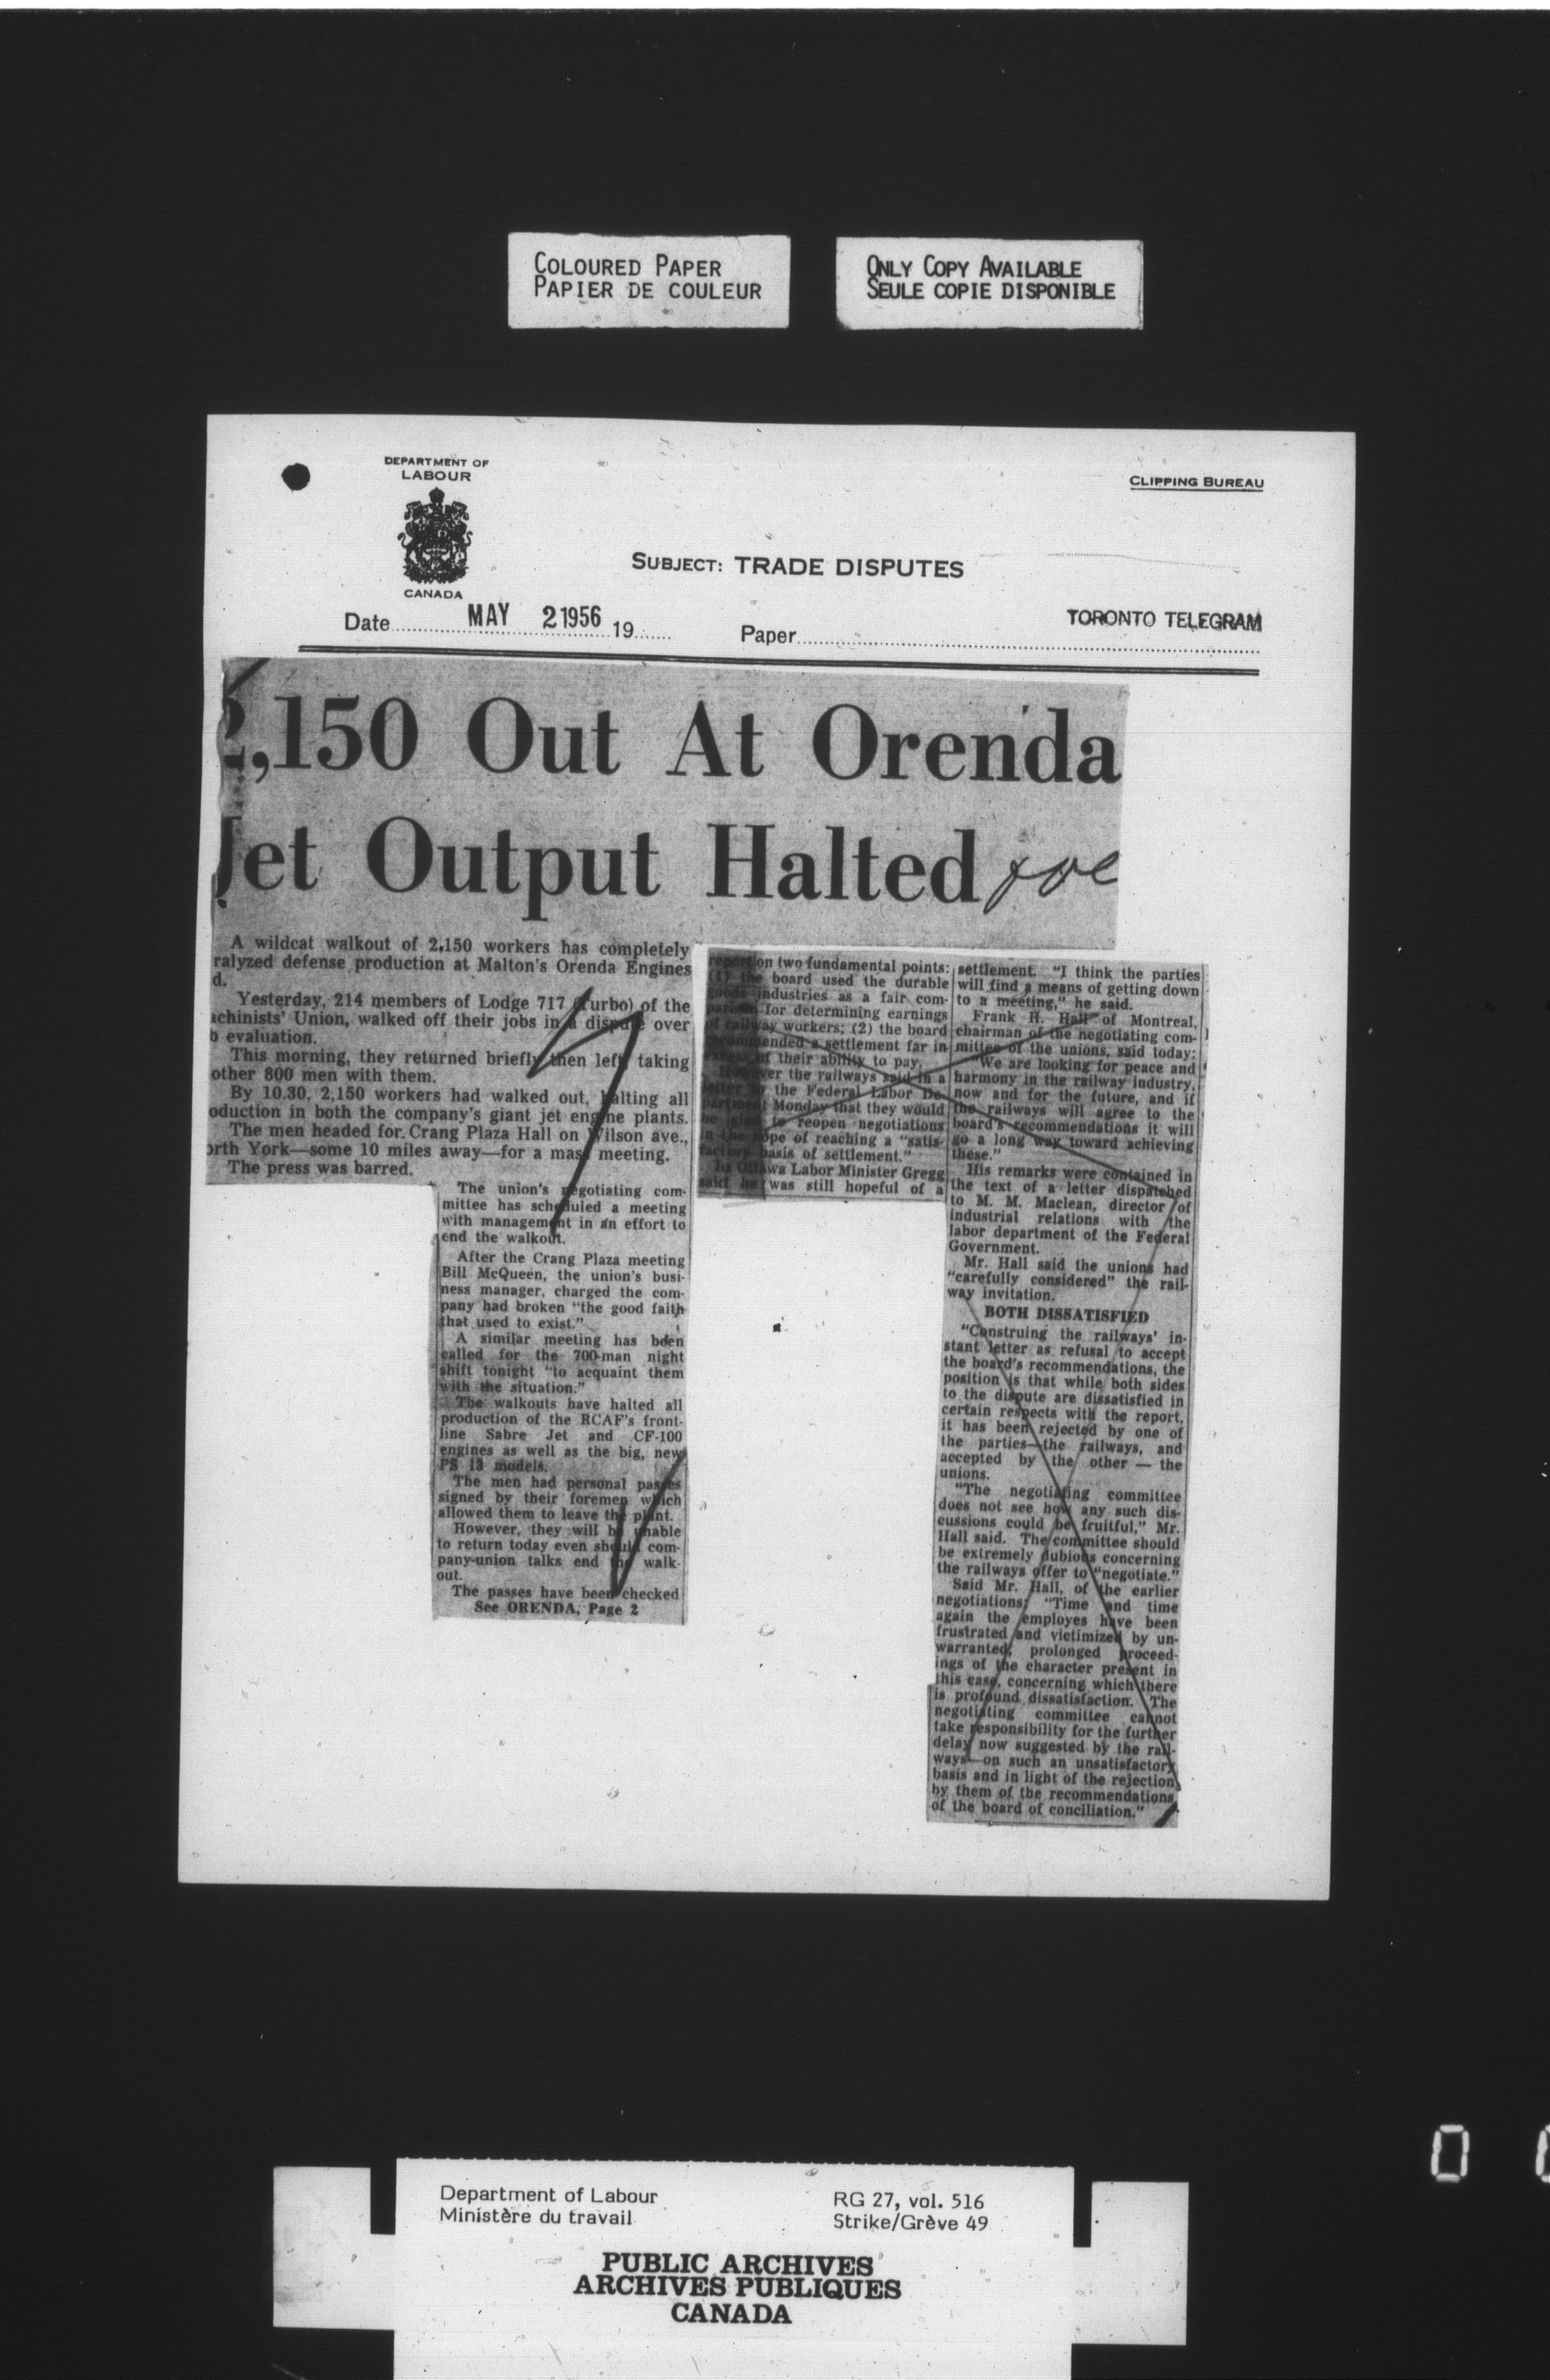 COLOURED PAPER
PAPIER DE COULEUR
ONLY COPY AVAILABLE
SEULE COPIE DISPONIBLE
DEPARTMENT OF
LABOUR
CANADA
CLIPPING BUREAU
SUBJECT: TRADE DISPUTES
Date MAY 2 1956 19
Paper TORONTO TELEGRAM
2,150 Out At Orenda
Jet Output Halted
A wildcat walkout of 2,150 workers has completely
ralyzed defense production at Malton's Orenda Engines
d.
Yesterday, 214 members of Lodge 717 (Turbo) of the
achinists' Union, walked off their jobs in a dispute over
b evaluation.
This morning, they returned briefly then left, taking
other 800 men with them.
By 10.30, 2,150 workers had walked out, halting all
oduction in both the company's giant jet engine plants.
The men headed for Crang Plaza Hall on Wilson ave.,
orth York—some 10 miles away—for a mass meeting.
The press was barred.
The union's negotiating com-
mittee has scheduled a meeting
with management in an effort to
end the walkout.
After the Crang Plaza meeting
Bill McQueen, the union's busi-
ness manager, charged the com-
pany had broken "the good faith
that used to exist."
A similar meeting has been
called for the 700-man night
shift tonight "to acquaint them
with the situation."
The walkouts have halted all
production of the RCAF's front-
line Sabre Jet and CF-100
engines as well as the big, new
PS 13 models.
The men had personal passes
signed by their foremen which
allowed them to leave the plant.
However, they will be unable
to return today even should com-
pany-union talks end the walk-
out.
The passes have been checked
See ORENDA, Page 2
report on two fundamental points:
(1) the board used the durable
goods industries as a fair com-
parison for determining earnings
of railway workers; (2) the board
recommended a settlement far in
excess of their ability to pay.
However the railways said in a
letter to the Federal Labor De-
partment Monday that they would
be glad to reopen negotiations
in the hope of reaching a "satis-
factory basis of settlement."
In Ottawa Labor Minister Gregg
said he was still hopeful of a
settlement. "I think the parties
will find a means of getting down
to a meeting," he said.
Frank H. Hall of Montreal,
chairman of the negotiating com-
mittee of the unions, said today:
"We are looking for peace and
harmony in the railway industry,
now and for the future, and if
the railways will agree to the
board's recommendations it will
go a long way toward achieving
these."
His remarks were contained in
the text of a letter dispatched
to M. M. Maclean, director of
industrial relations with the
labor department of the Federal
Government.
Mr. Hall said the unions had
"carefully considered" the rail-
way invitation.
BOTH DISSATISFIED
"Construing the railways' in-
stant letter as refusal to accept
the board's recommendations, the
position is that while both sides
to the dispute are dissatisfied in
certain respects with the report,
it has been rejected by one of
the parties—the railways, and
accepted by the other — the
unions.
"The negotiating committee
does not see how any such dis-
cussions could be fruitful," Mr.
Hall said. The committee should
be extremely dubious concerning
the railways offer to "negotiate."
Said Mr. Hall, of the earlier
negotiations: "Time and time
again the employes have been
frustrated and victimized by un-
warranted, prolonged proceed-
ings of the character present in
this case, concerning which there
is profound dissatisfaction. The
negotiating committee cannot
take responsibility for the further
delay now suggested by the rail-
ways—on such an unsatisfactory
basis and in light of the rejection
by them of the recommendations
of the board of conciliation."
0
Department of Labour
Ministère du travail
RG 27, vol. 516
Strike/Grève 49
PUBLIC ARCHIVES
ARCHIVES PUBLIQUES
CANADA